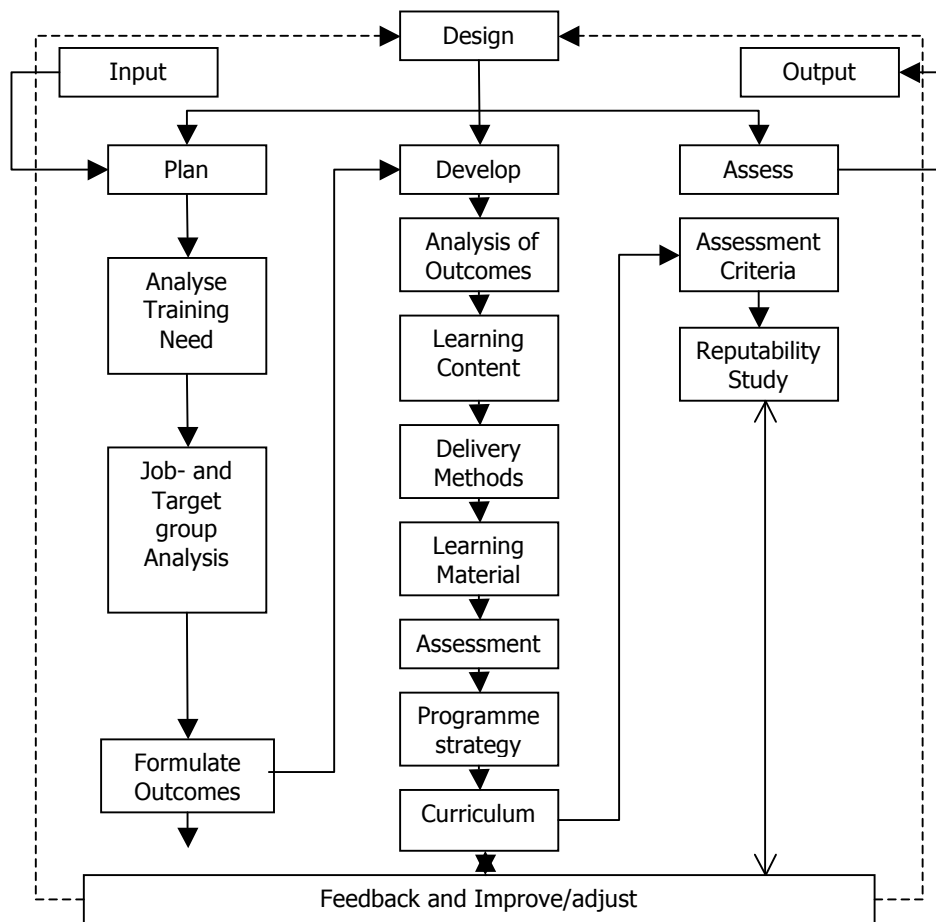 Design
Input
Output
Plan
Develop
Assess
Analyse
Training
Need
Job- and
Target
group
Analysis
Formulate
Outcomes
Analysis of
Outcomes
Learning
Content
Delivery
Methods
Learning
Material
Assessment
Programme
strategy
Curriculum
Assessment
Criteria
Reputability
Study
Feedback and Improve/adjust